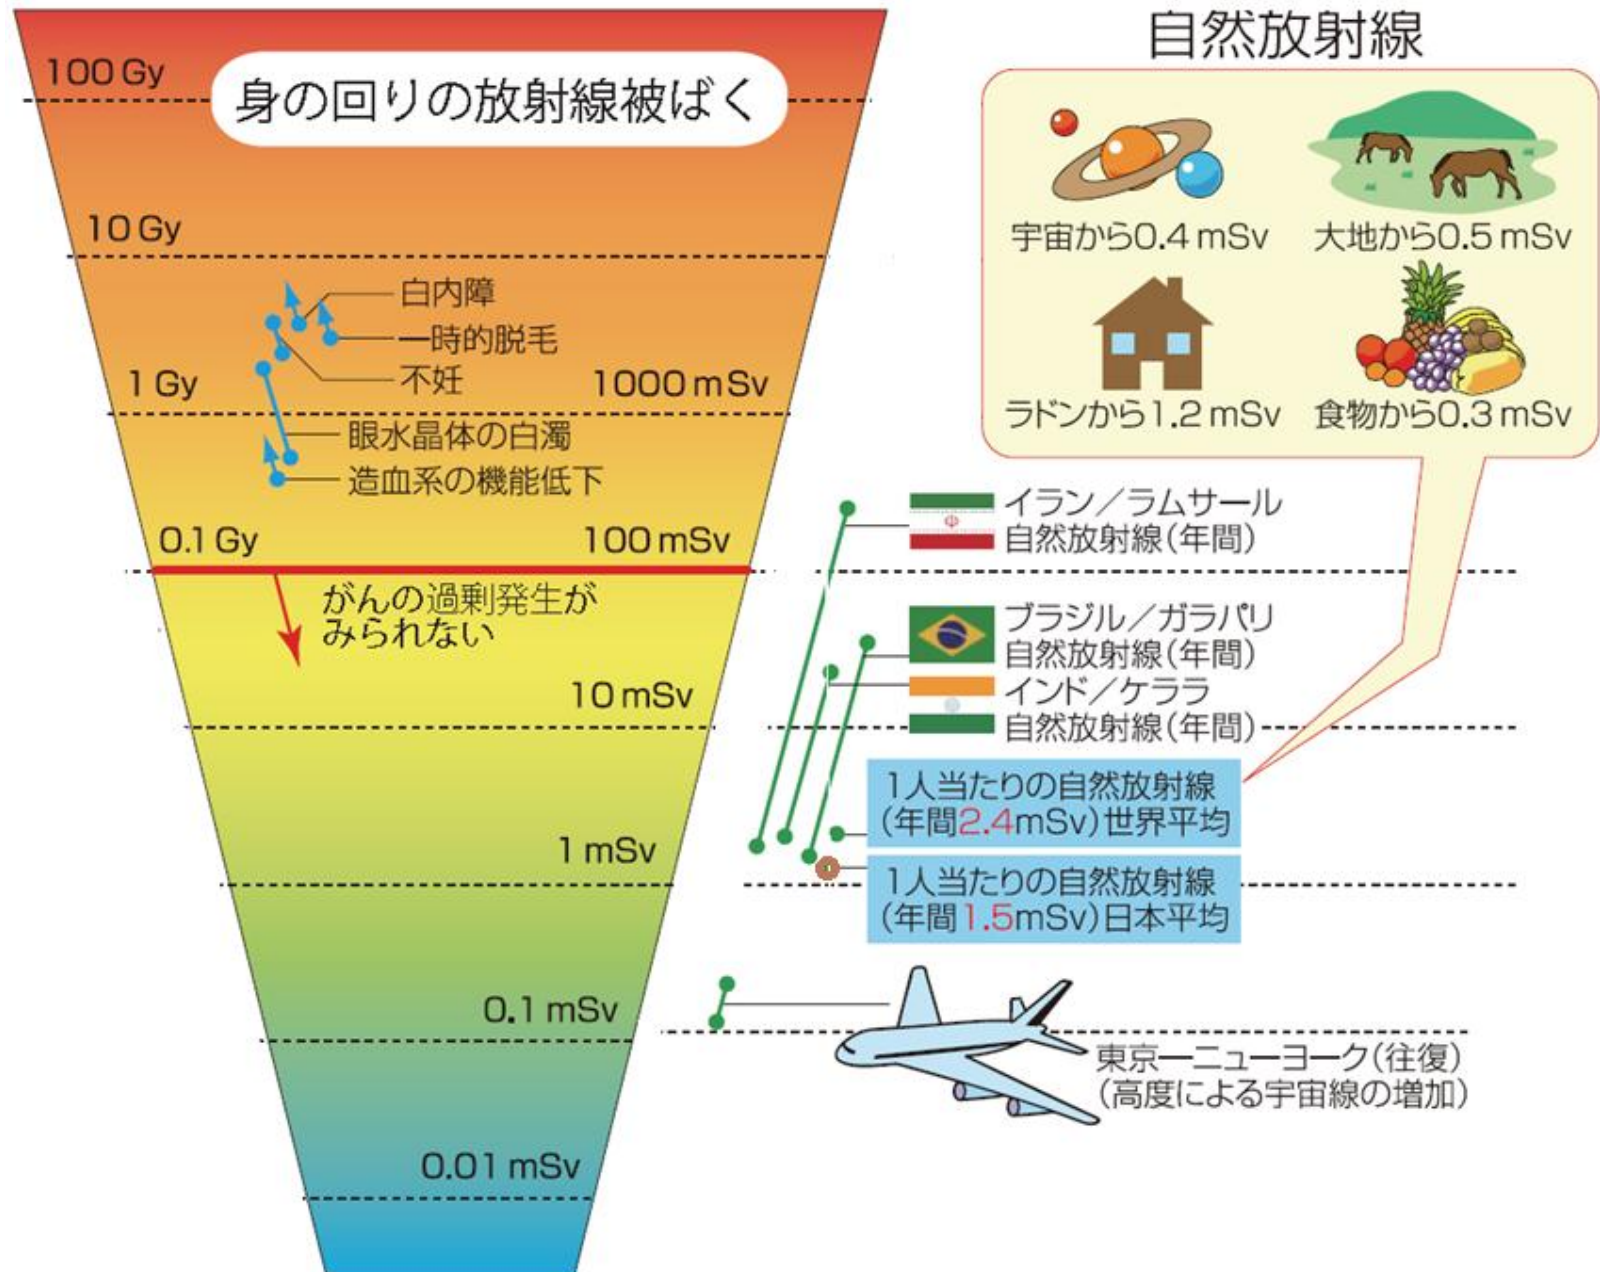 身の回りの放射線被ばく
100 Gy
10 Gy
白内障
一時的脱毛
不妊
1 Gy
1000 mSv
眼水晶体の白濁
造血系の機能低下
0.1 Gy
100 mSv
がんの過剰発生が
みられない
10 mSv
1 mSv
0.1 mSv
0.01 mSv
自然放射線
宇宙から0.4 mSv
大地から0.5 mSv
ラドンから1.2 mSv
食物から0.3 mSv
イラン／ラムサール
自然放射線（年間）
ブラジル／ガラパリ
自然放射線（年間）
インド／ケララ
自然放射線（年間）
1人当たりの自然放射線
（年間2.4mSv）世界平均
1人当たりの自然放射線
（年間1.5mSv）日本平均
東京―ニューヨーク（往復）
（高度による宇宙線の増加）